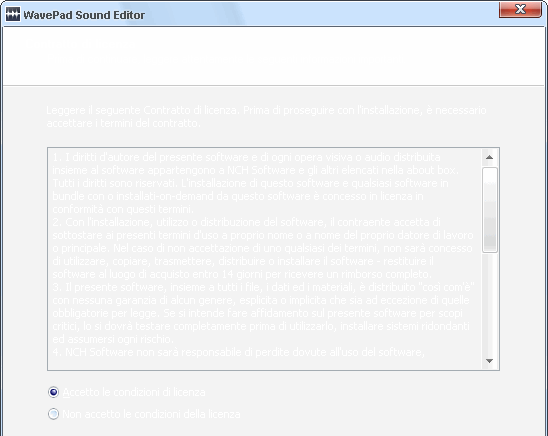 WavePad Sound Editor
Leggere il seguente Contratto di licenza. Prima di proseguire con l'installazione, è necessario
accettare i termini del contratto.
1. I diritti d'autore del presente software e di ogni opera visiva o audio distribuita
insieme al software appartengono a NCH Software e gli altri elencati nella about box.
Tutti i diritti sono riservati. L'installazione di questo software e qualsiasi software in
bundle con o installati-on-demand da questo software è concesso in licenza in
conformità con questi termini.
2. Con l'installazione, utilizzo o distribuzione del software, il contraente accetta di
sottostare ai presenti termini d'uso a proprio nome o a nome del proprio datore di lavoro
o principale. Nel caso di non accettazione di uno qualsiasi dei termini, non sarà concesso
di utilizzare, copiare, trasmettere, distribuire o installare il software - restituire il
software al luogo di acquisto entro 14 giorni per ricevere un rimborso completo.
3. Il presente software, insieme a tutti i file, i dati ed i materiali, è distribuito "così com'è"
con nessuna garanzia di alcun genere, esplicita o implicita che sia ad eccezione di quelle
obbligatorie per legge. Se si intende fare affidamento sul presente software per scopi
critici, lo si dovrà testare completamente prima di utilizzarlo, installare sistemi ridondanti
ed assumersi ogni rischio.
4. NCH Software non sarà responsabile di perdite dovute all'uso del software,
Accetto le condizioni di licenza
Non accetto le condizioni della licenza